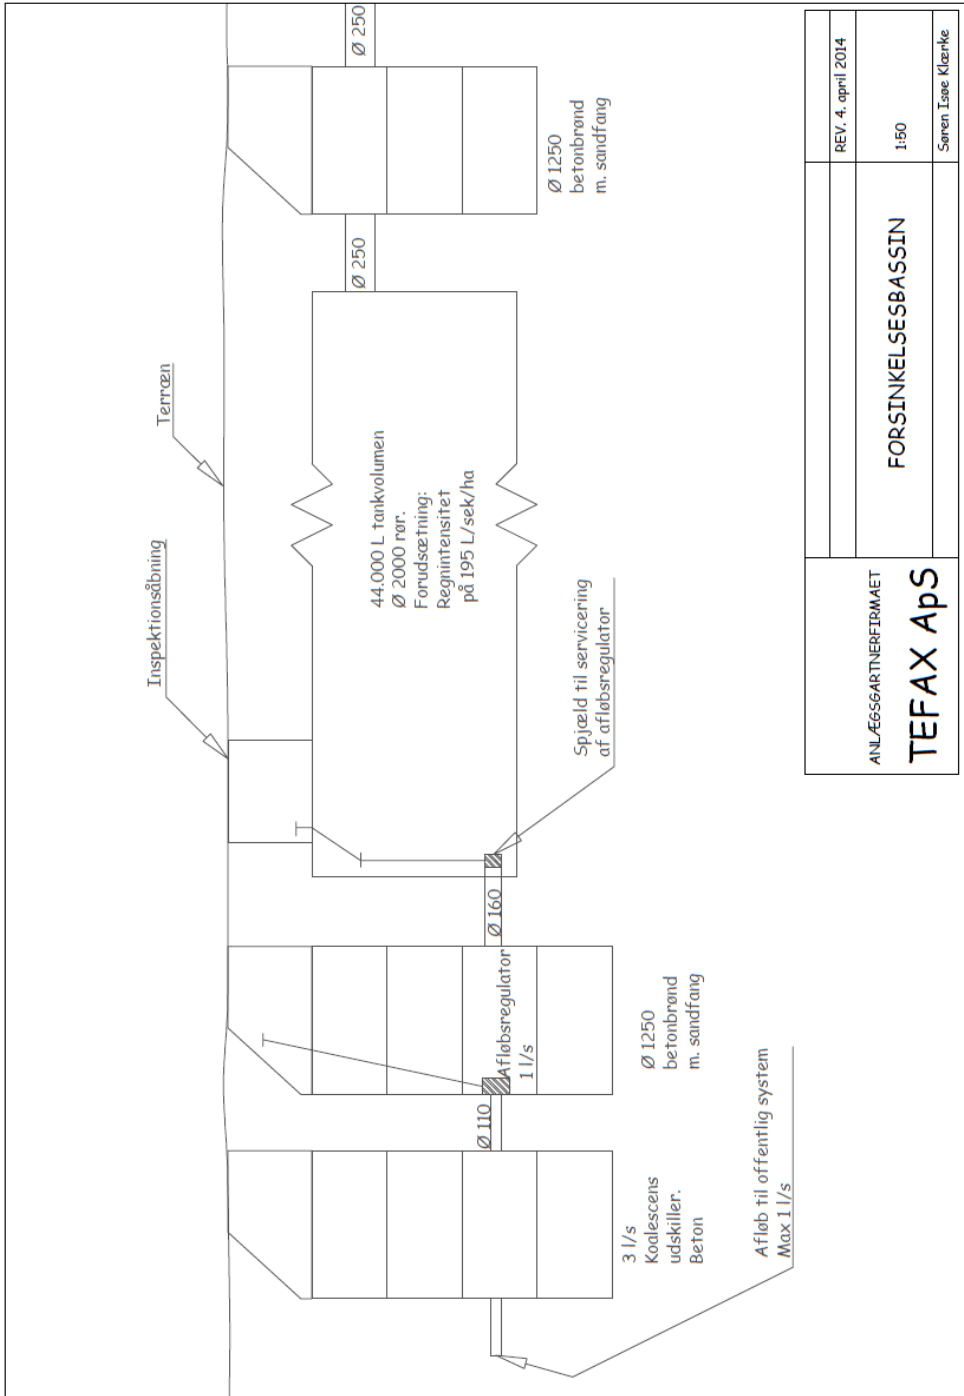 Terræn
Inspektionsåbning
Ø 250
Ø 250
Ø 1250
betonbrønd
m. sandfang
44.000 L tankvolumen
Ø 2000 rør.
Forudsætning:
Regnintensitet
på 195 L/sek/ha
Spjæld til servicering
af afløbsregulator
Ø 160
Afløbsregulator
1 l/s
Ø 1250
betonbrønd
m. sandfang
Ø 110
3 l/s
Koalescens
udskiller.
Beton
Afløb til offentlig system
Max 1 l/s
ANLÆGSGARTNERFIRMAET
TEFAX ApS
FORSINKELSESBASSIN
REV. 4. april 2014
1:50
Søren Isøe Klærke